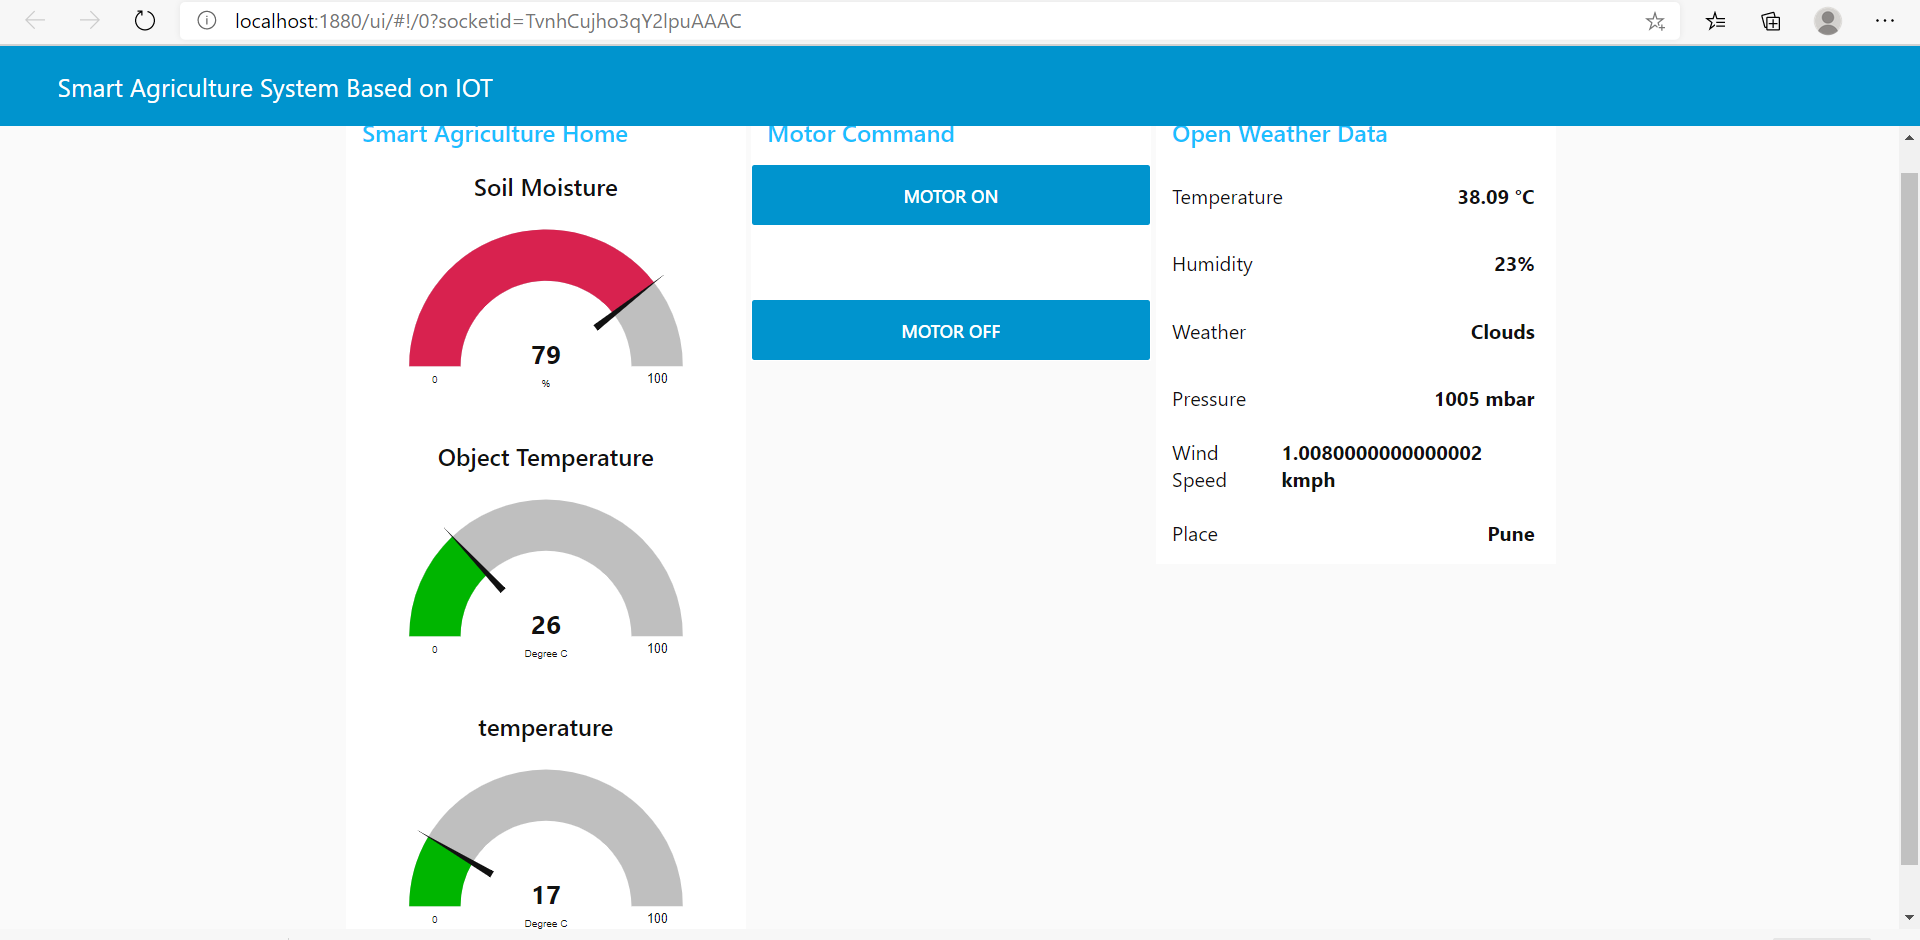 localhost:1880/ui/#!/0?socketid=TvnhCujho3qY2lpuAAAC
Smart Agriculture System Based on IOT
Smart Agriculture Home
Soil Moisture
79
%
0
100
Object Temperature
26
Degree C
0
100
temperature
17
Degree C
0
100
Motor Command
MOTOR ON
MOTOR OFF
Open Weather Data
Temperature 38.09 °C
Humidity 23%
Weather Clouds
Pressure 1005 mbar
Wind Speed 1.0080000000000002 kmph
Place Pune